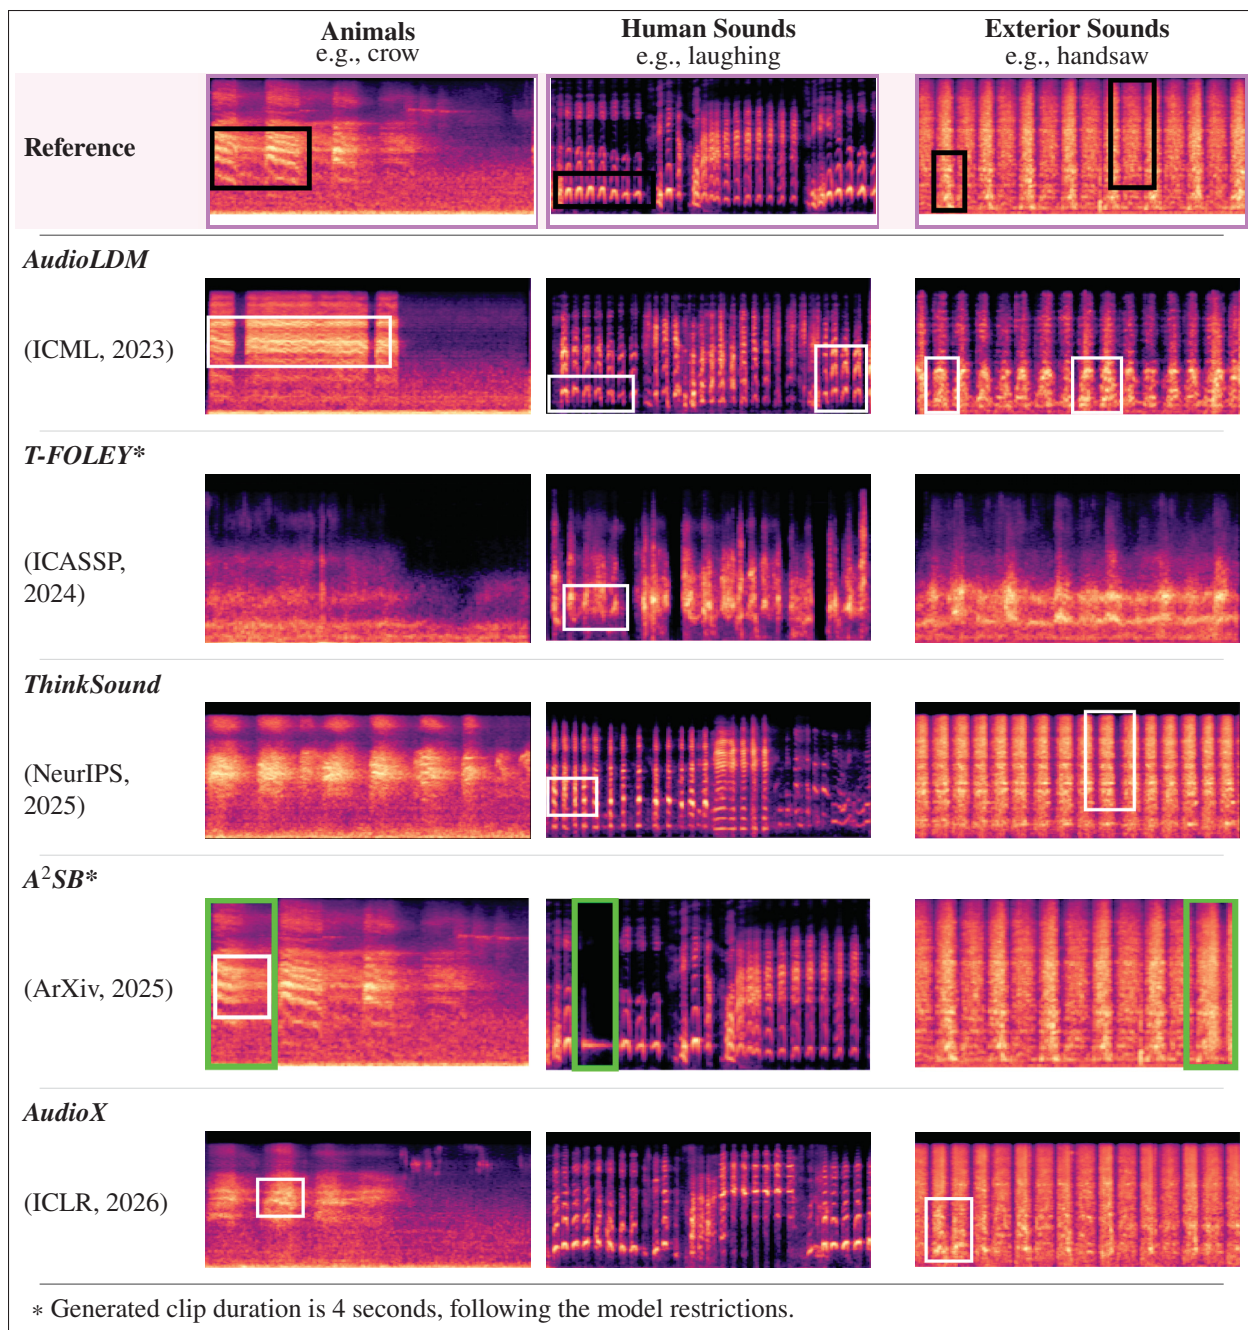 Animals
e.g., crow
Human Sounds
e.g., laughing
Exterior Sounds
e.g., handsaw
Reference
AudioLDM
(ICML, 2023)
T-FOLEY*
(ICASSP,
2024)
ThinkSound
(NeurIPS,
2025)
A²SB*
(ArXiv, 2025)
AudioX
(ICLR, 2026)
* Generated clip duration is 4 seconds, following the model restrictions.